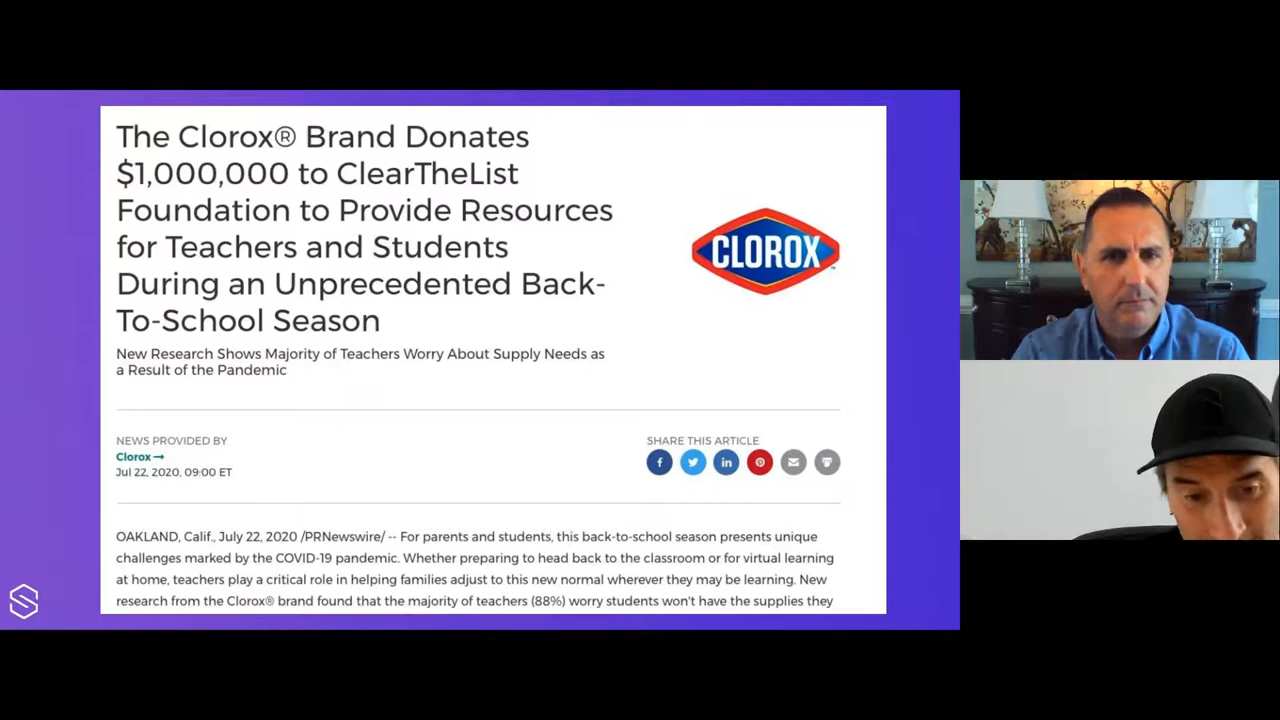 The Clorox® Brand Donates
$1,000,000 to ClearTheList
Foundation to Provide Resources
for Teachers and Students
During an Unprecedented Back-
To-School Season
New Research Shows Majority of Teachers Worry About Supply Needs as
a Result of the Pandemic
CLOROX™
NEWS PROVIDED BY
Clorox →
Jul 22, 2020, 09:00 ET
SHARE THIS ARTICLE
OAKLAND, Calif., July 22, 2020 /PRNewswire/ -- For parents and students, this back-to-school season presents unique
challenges marked by the COVID-19 pandemic. Whether preparing to head back to the classroom or for virtual learning
at home, teachers play a critical role in helping families adjust to this new normal wherever they may be learning. New
research from the Clorox® brand found that the majority of teachers (88%) worry students won't have the supplies they